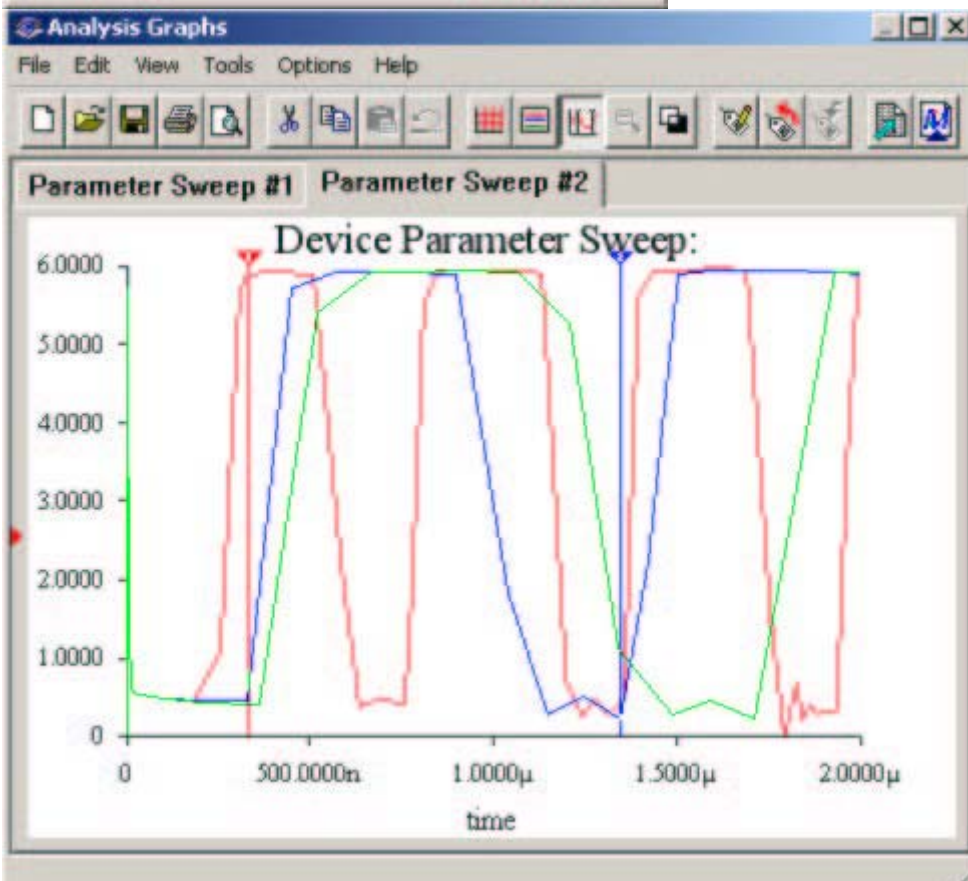 Analysis Graphs
File Edit View Tools Options Help
Parameter Sweep #1 Parameter Sweep #2
Device Parameter Sweep:
1 2
6.0000
5.0000
4.0000
3.0000
2.0000
1.0000
0
0 500.0000n 1.0000μ 1.5000μ 2.0000μ
time